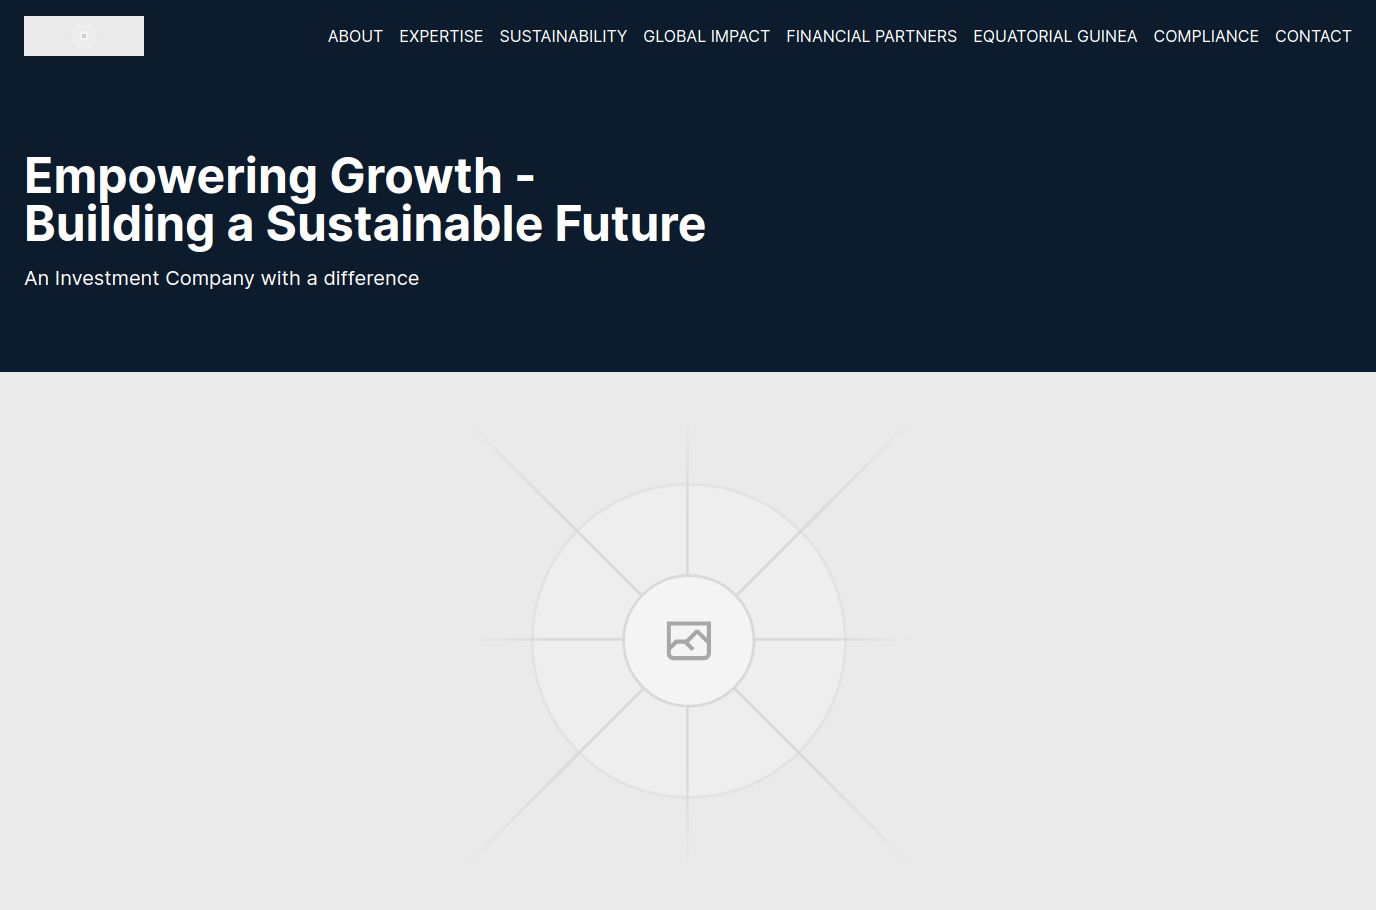 ABOUT EXPERTISE SUSTAINABILITY GLOBAL IMPACT FINANCIAL PARTNERS EQUATORIAL GUINEA COMPLIANCE CONTACT
Empowering Growth -
Building a Sustainable Future
An Investment Company with a difference